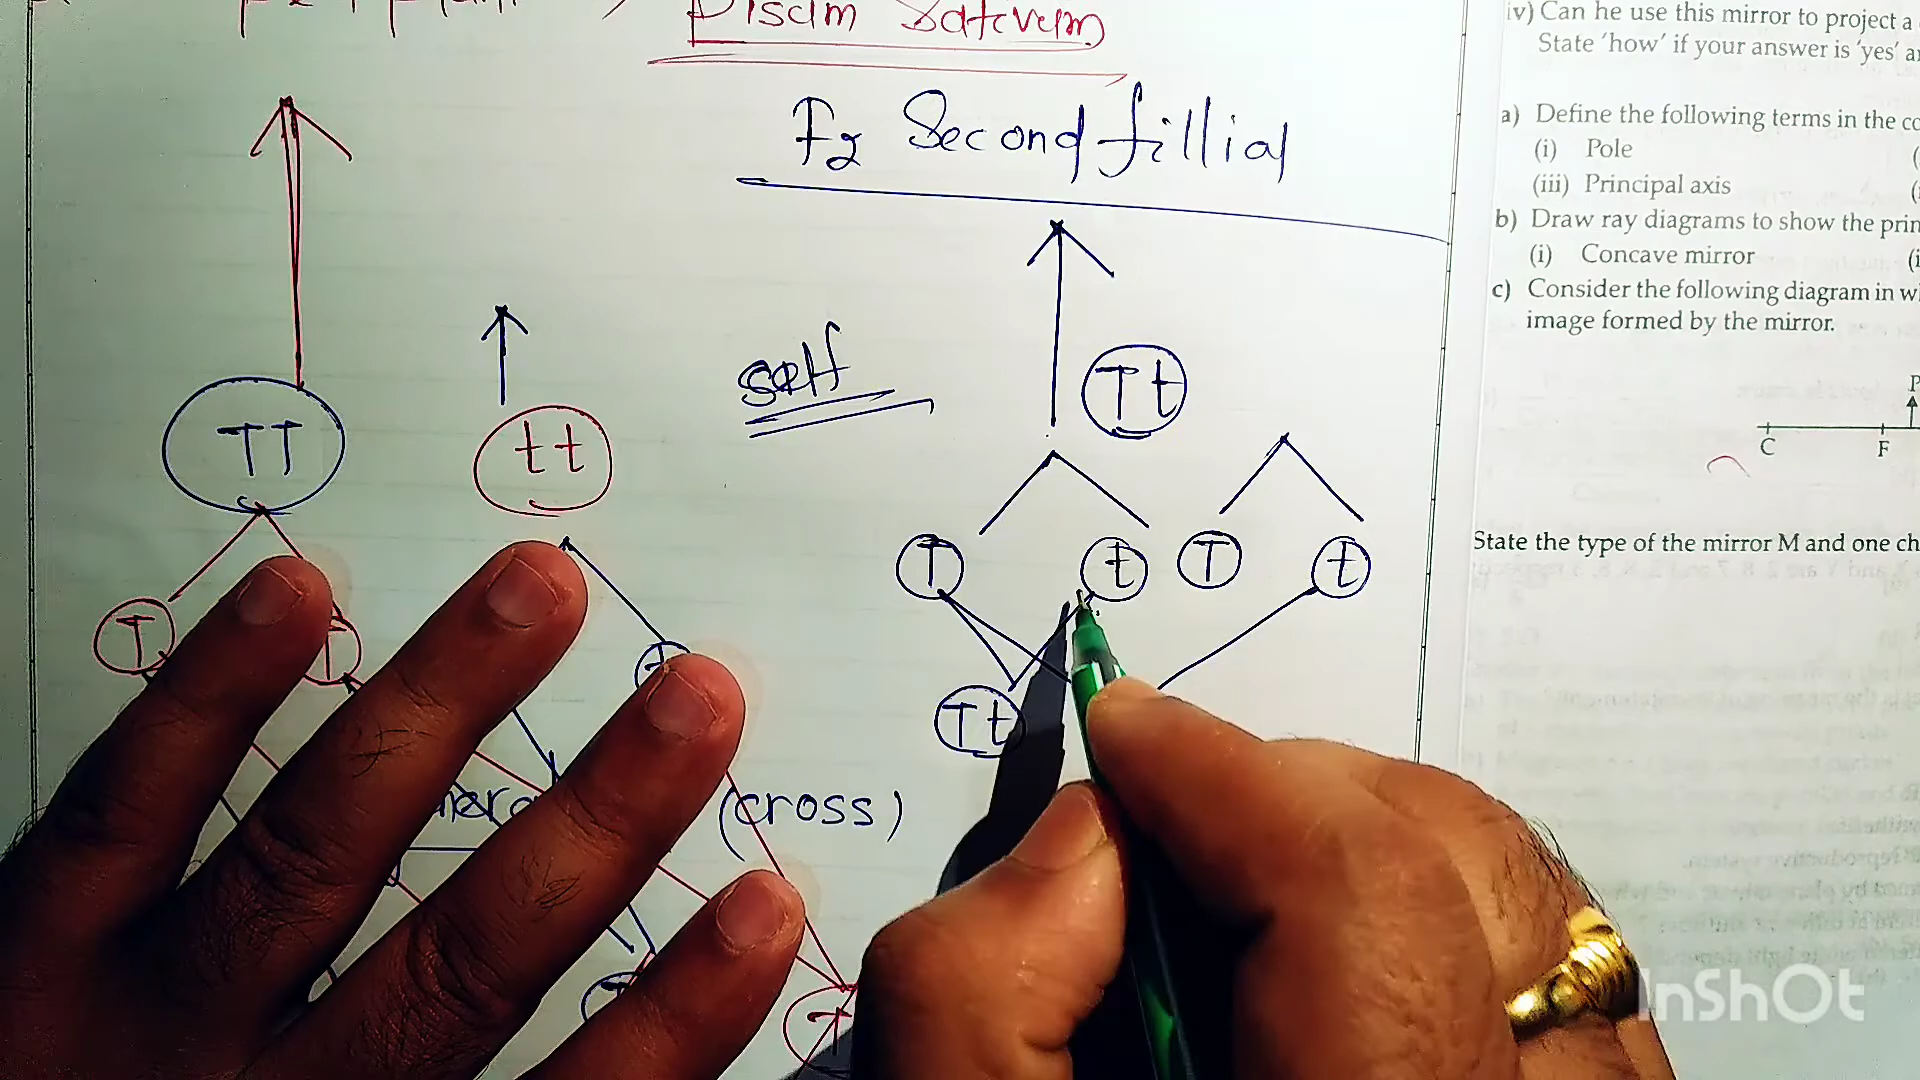 Pisum Sativum
F2 Second fillial
self
Tt
TT
tt
T t T t
T T
Tt
(cross)
iv) Can he use this mirror to project a
State 'how' if your answer is 'yes'
a) Define the following terms in the
(i) Pole
(iii) Principal axis
b) Draw ray diagrams to show the
(i) Concave mirror
c) Consider the following diagram in
image formed by the mirror.
P
C F
State the type of the mirror M and one
InShOt